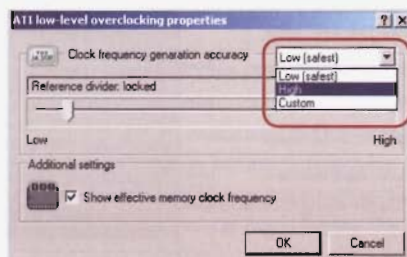 ATI low-level overclocking properties
Clock frequency genaration accuracy
Low (safest)
Low (safest)
High
Custom
Reference divider: locked
Low
High
Additional settings
Show effective memory clock frequency
OK
Cancel